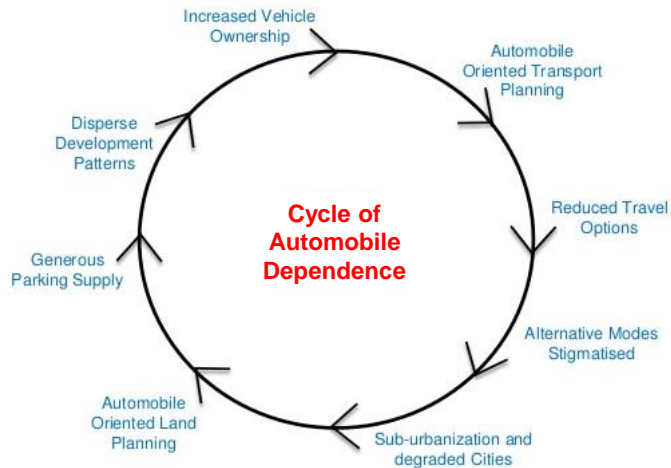 Increased Vehicle
Ownership
Automobile
Oriented Transport
Planning
Reduced Travel
Options
Alternative Modes
Stigmatised
Sub-urbanization and
degraded Cities
Automobile
Oriented Land
Planning
Generous
Parking Supply
Disperse
Development
Patterns
Cycle of
Automobile
Dependence